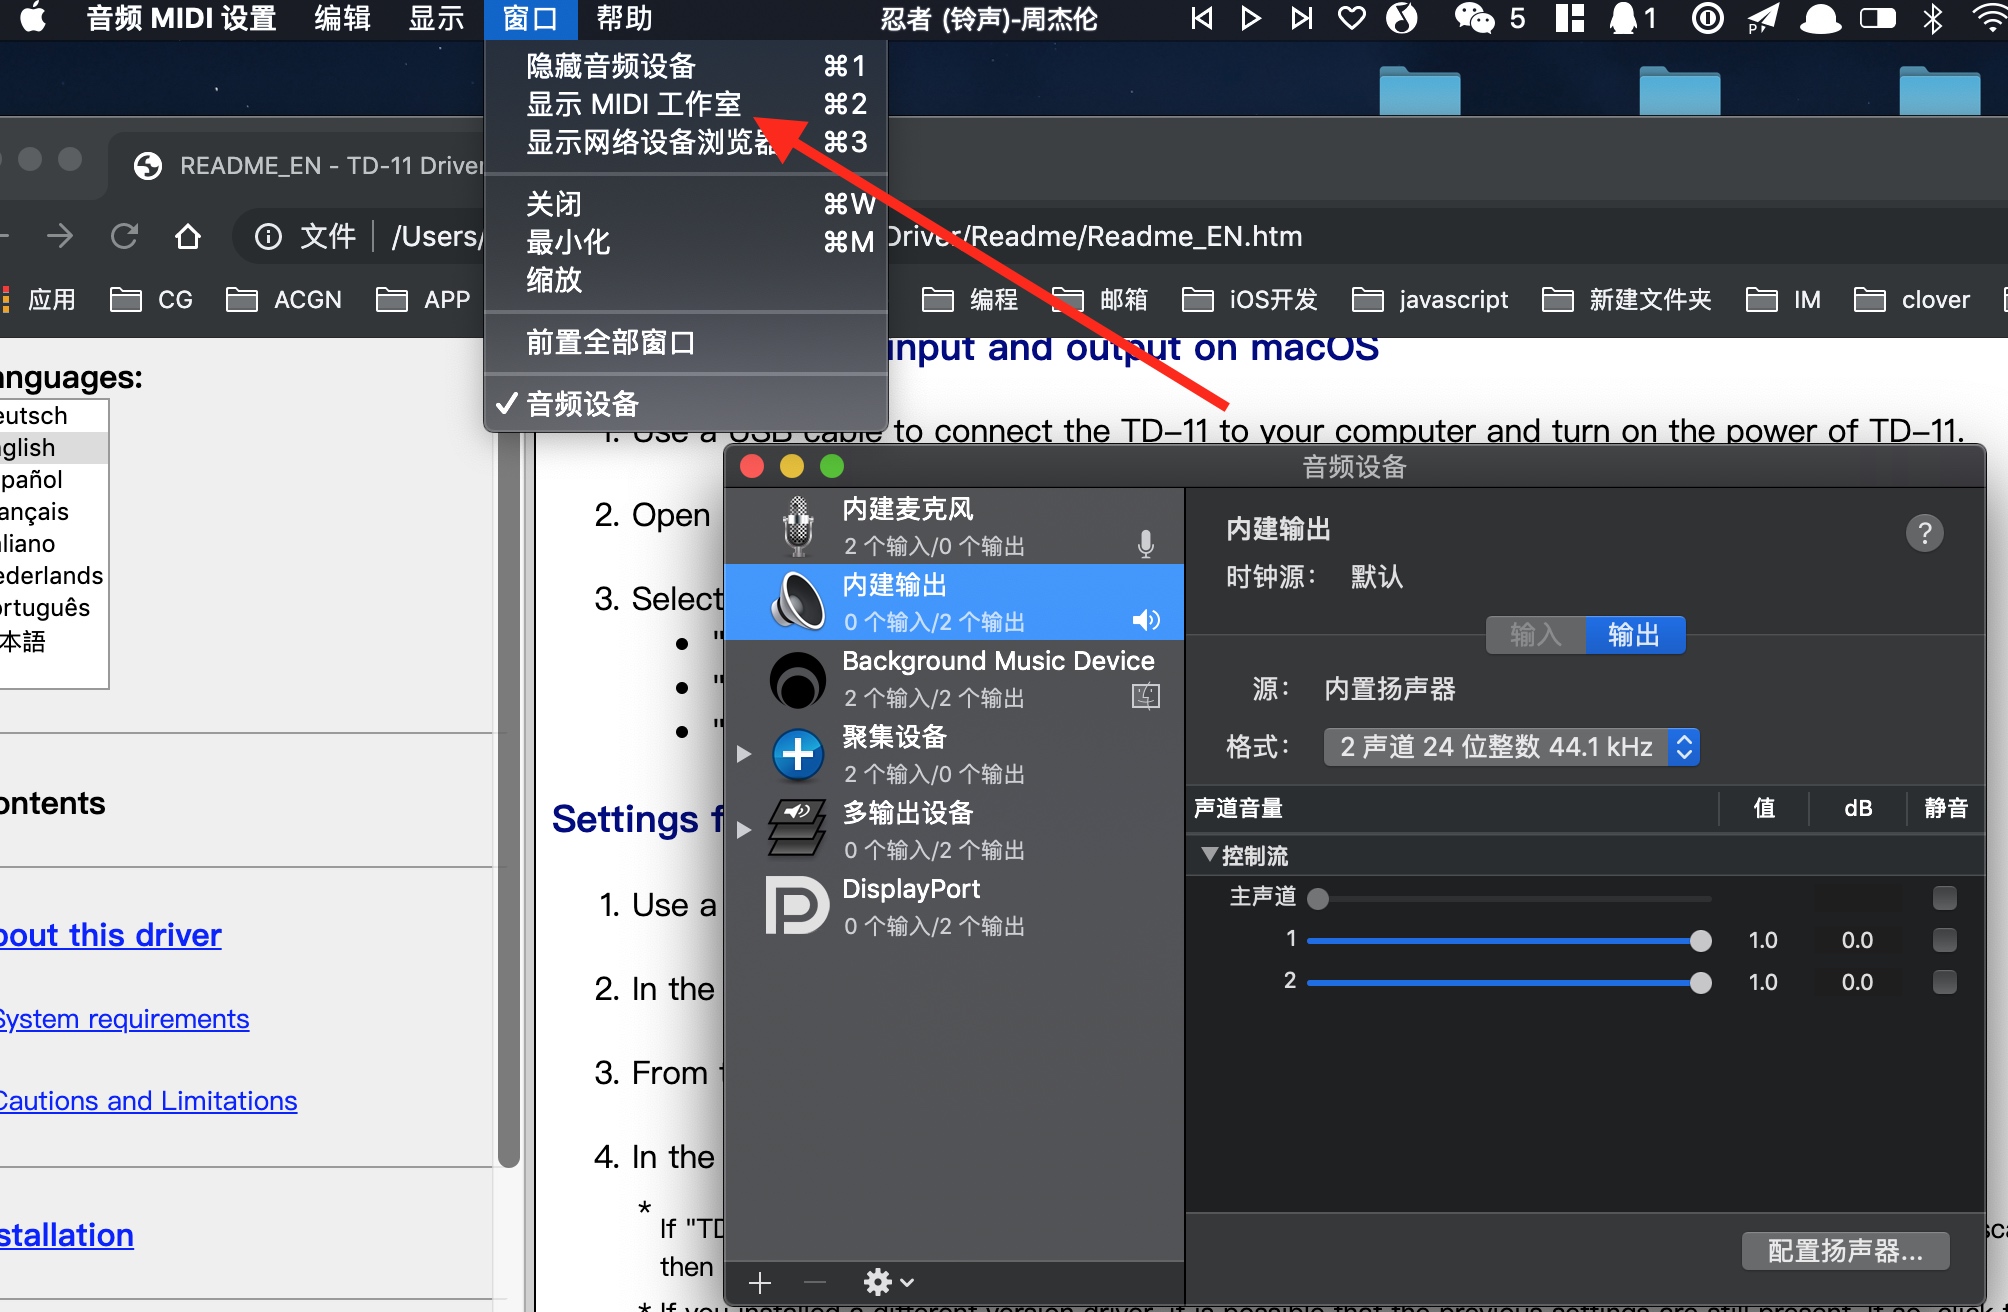 音频 MIDI 设置 编辑 显示 窗口 帮助 忍者 (铃声)-周杰伦 5 1
隐藏音频设备 ⌘1
显示 MIDI 工作室 ⌘2
显示网络设备浏览器 ⌘3
关闭 ⌘W
最小化 ⌘M
缩放
前置全部窗口
✓ 音频设备
README_EN - TD-11 Driver
文件 /Users/ Driver/Readme/Readme_EN.htm
应用 CG ACGN APP 编程 邮箱 iOS开发 javascript 新建文件夹 IM clover
input and output on macOS
anguages:
eutsch
glish
pañol
ançais
liano
ederlands
ortuguês
本語
ontents
bout this driver
System requirements
Cautions and Limitations
stallation
1. Use a USB cable to connect the TD-11 to your computer and turn on the power of TD-11.
2. Open
3. Select
• "
• "
• "
Settings f
1. Use a
2. In the
3. From
4. In the
*
If "TD
then
* If you installed a different version driver, it is possible that the previous settings are still present. If so, click t
音频设备
内建麦克风
2 个输入/0 个输出
内建输出
0 个输入/2 个输出
Background Music Device
2 个输入/2 个输出
聚集设备
2 个输入/0 个输出
多输出设备
0 个输入/2 个输出
DisplayPort
0 个输入/2 个输出
内建输出
?
时钟源： 默认
输入 输出
源： 内置扬声器
格式： 2 声道 24 位整数 44.1 kHz
声道音量 值 dB 静音
控制流
主声道
1 1.0 0.0
2 1.0 0.0
配置扬声器...